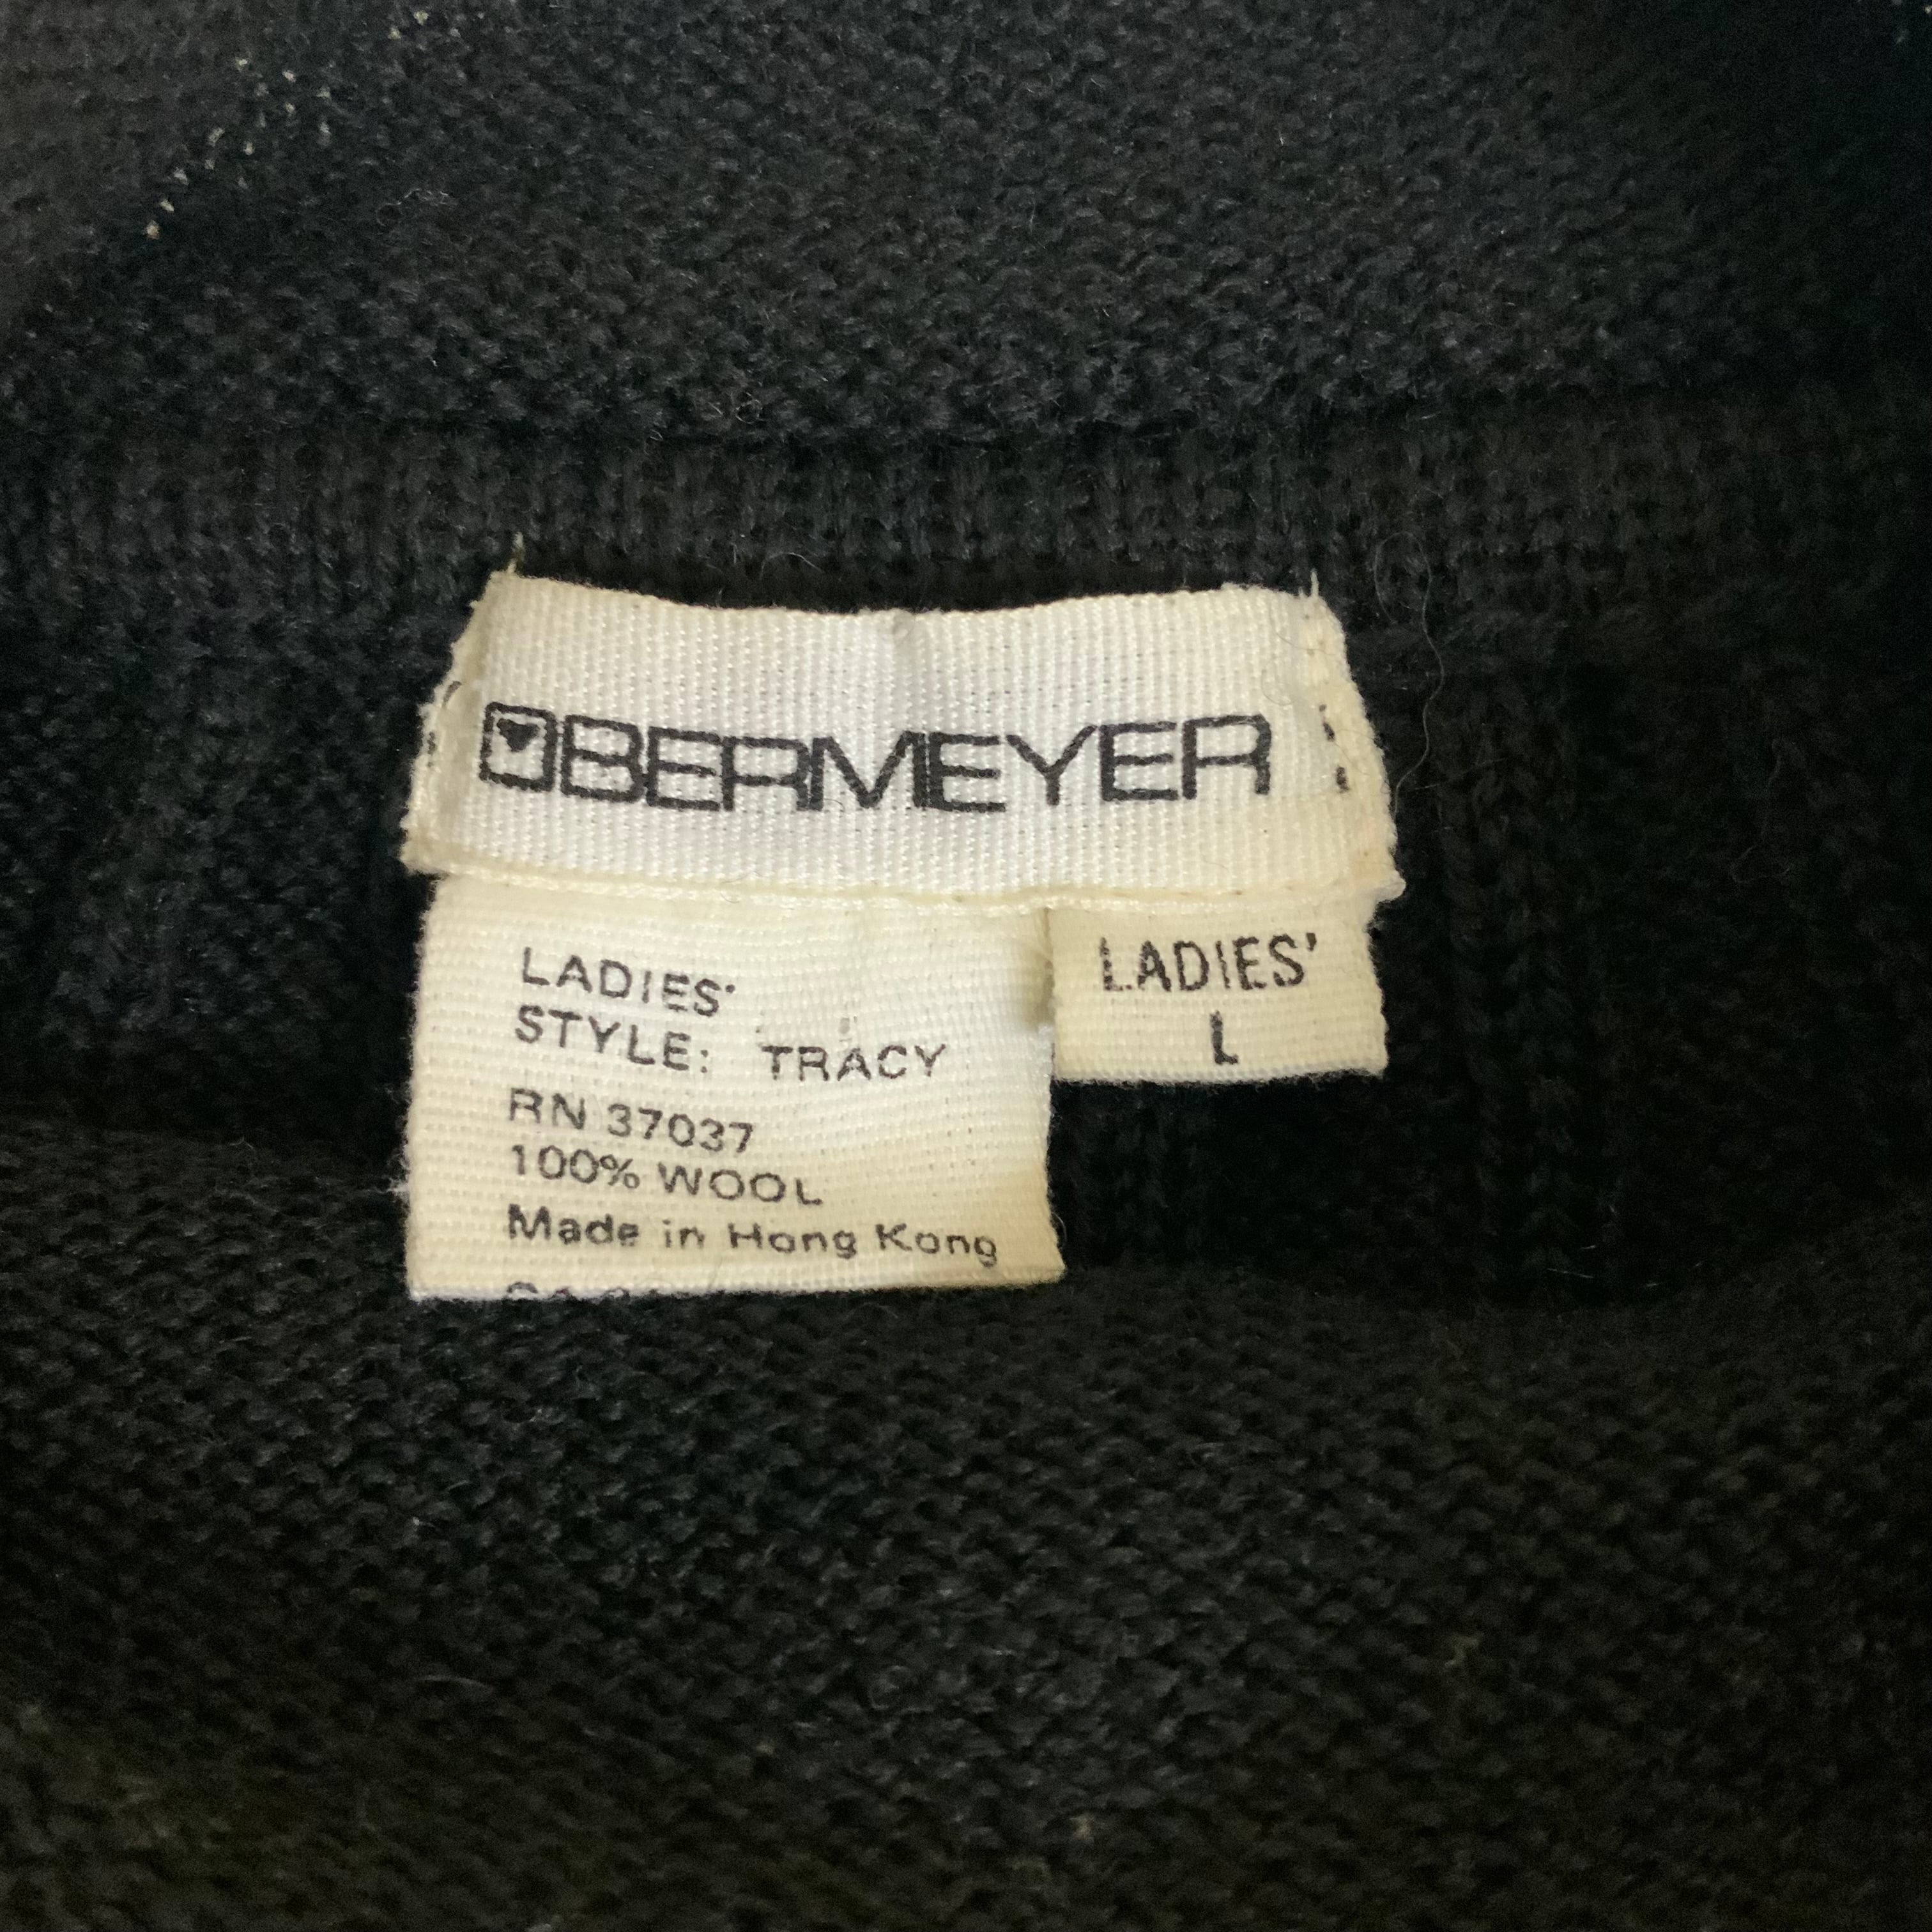 OBERMEYER
LADIES'
STYLE: TRACY
RN 37037
100% WOOL
Made in Hong Kong
LADIES'
L